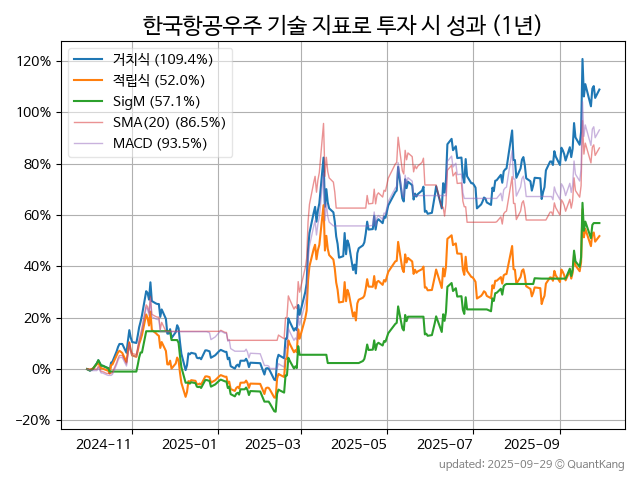 한국항공우주 기술 지표로 투자 시 성과 (1년)
거치식 (109.4%)
적립식 (52.0%)
SigM (57.1%)
SMA(20) (86.5%)
MACD (93.5%)
120%
100%
80%
60%
40%
20%
0%
−20%
2024-11 2025-01 2025-03 2025-05 2025-07 2025-09
updated: 2025-09-29 © QuantKang